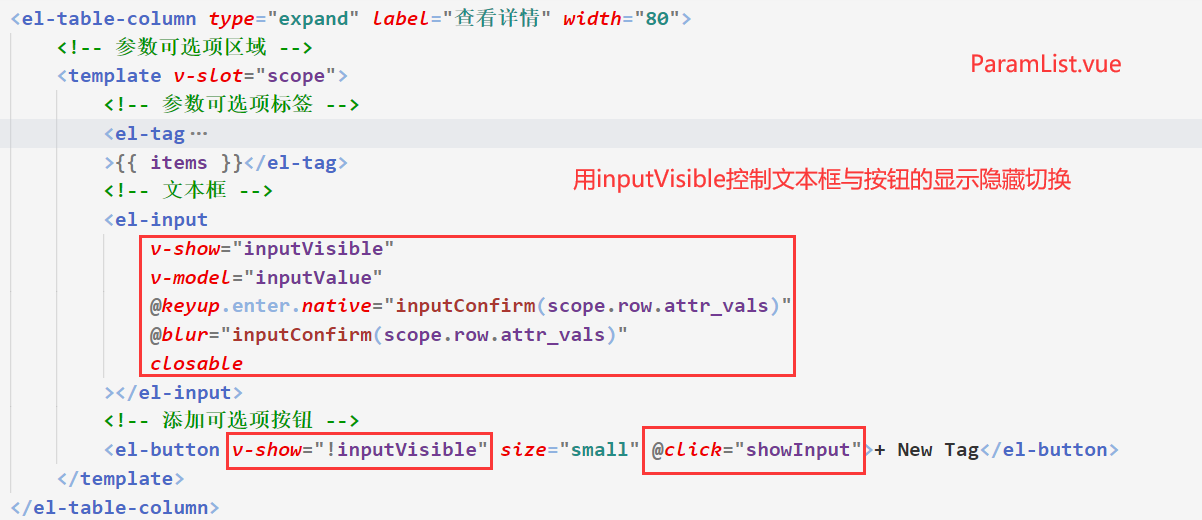 <el-table-column type="expand" label="查看详情" width="80">
<!-- 参数可选项区域 -->
ParamList.vue
<template v-slot="scope">
<!-- 参数可选项标签 -->
<el-tag ···
>{{ items }}</el-tag>
用inputVisible控制文本框与按钮的显示隐藏切换
<!-- 文本框 -->
<el-input
v-show="inputVisible"
v-model="inputValue"
@keyup.enter.native="inputConfirm(scope.row.attr_vals)"
@blur="inputConfirm(scope.row.attr_vals)"
closable
></el-input>
<!-- 添加可选项按钮 -->
<el-button v-show="!inputVisible" size="small" @click="showInput">+ New Tag</el-button>
</template>
</el-table-column>